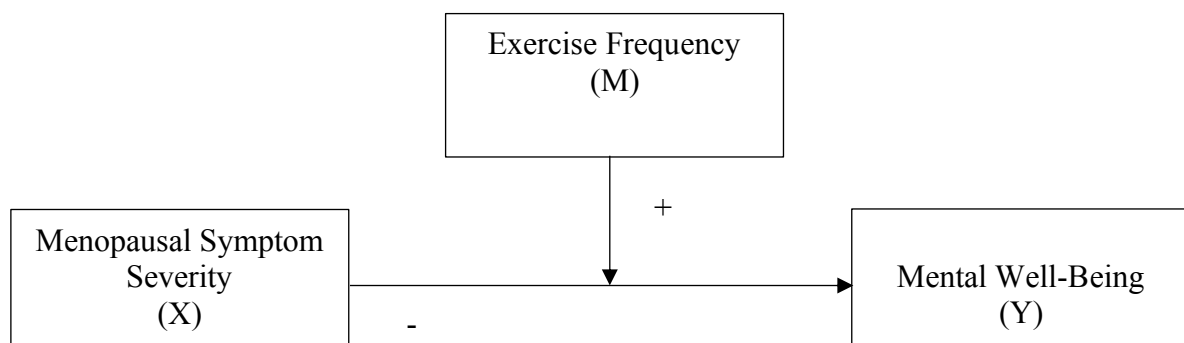 Exercise Frequency
(M)
+
Menopausal Symptom
Severity
(X)
-
Mental Well-Being
(Y)